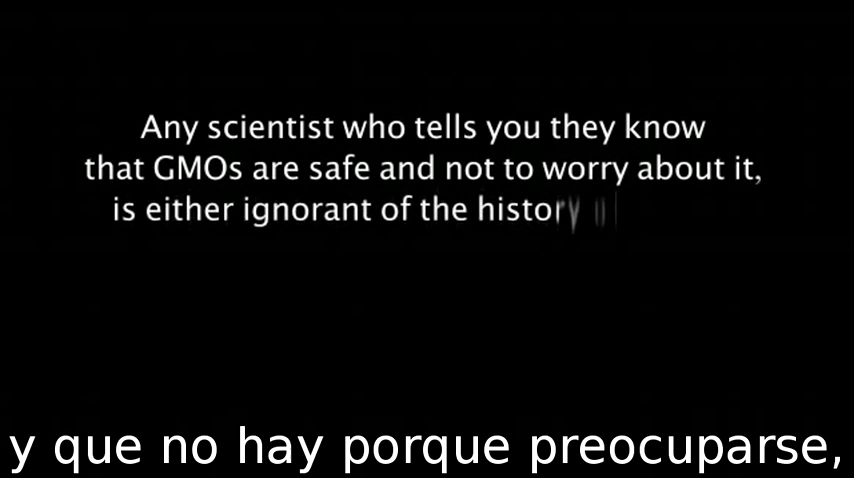 Any scientist who tells you they know
that GMOs are safe and not to worry about it,
is either ignorant of the history
y que no hay porque preocuparse,